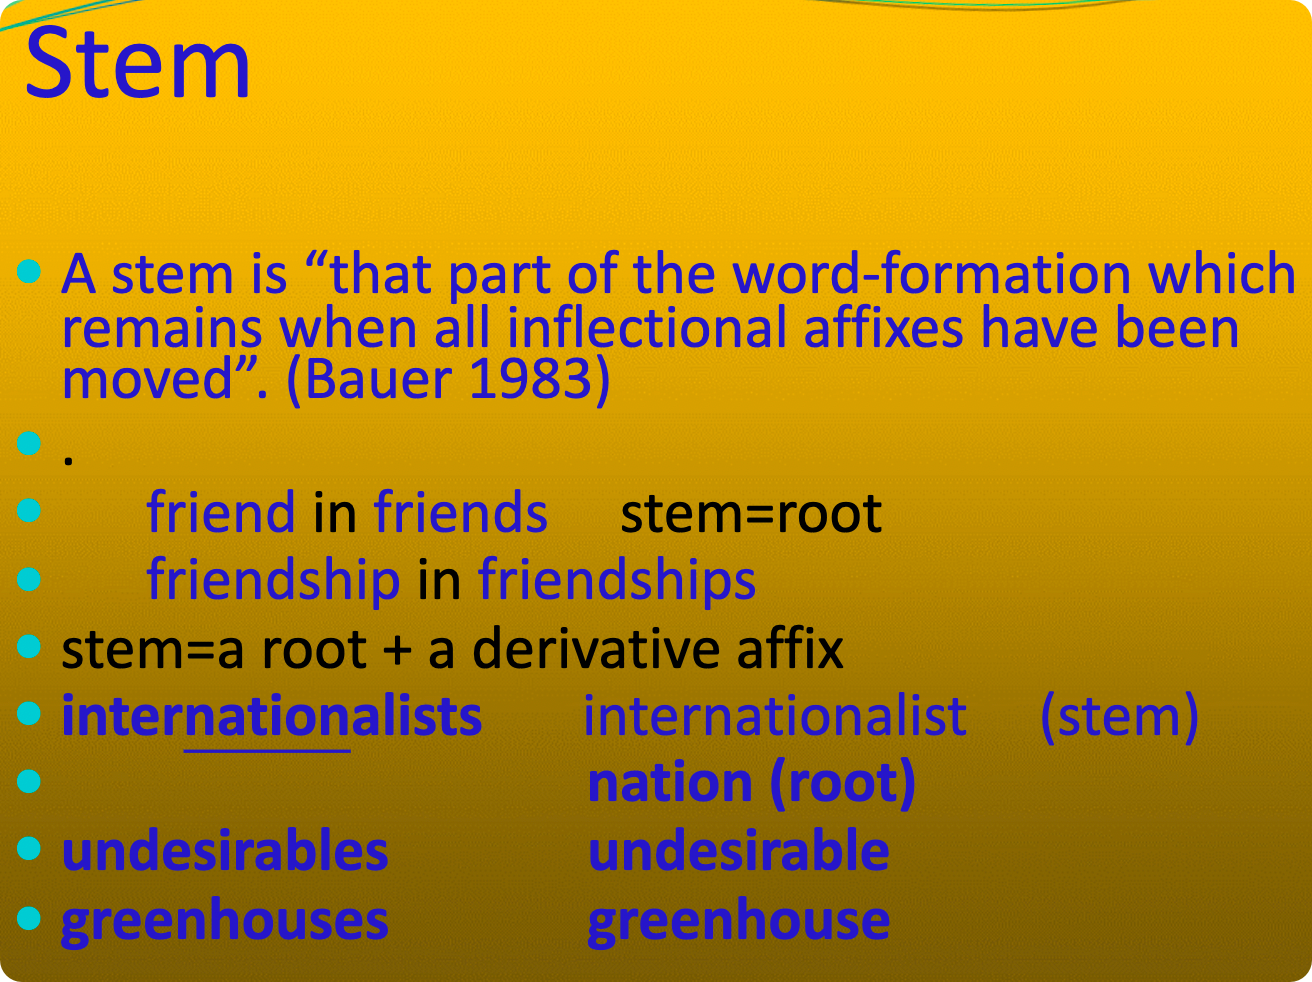 Stem
• A stem is “that part of the word-formation which
remains when all inflectional affixes have been
moved”. (Bauer 1983)
• .
• friend in friends stem=root
• friendship in friendships
• stem=a root + a derivative affix
• internationalists internationalist (stem)
• nation (root)
• undesirables undesirable
• greenhouses greenhouse